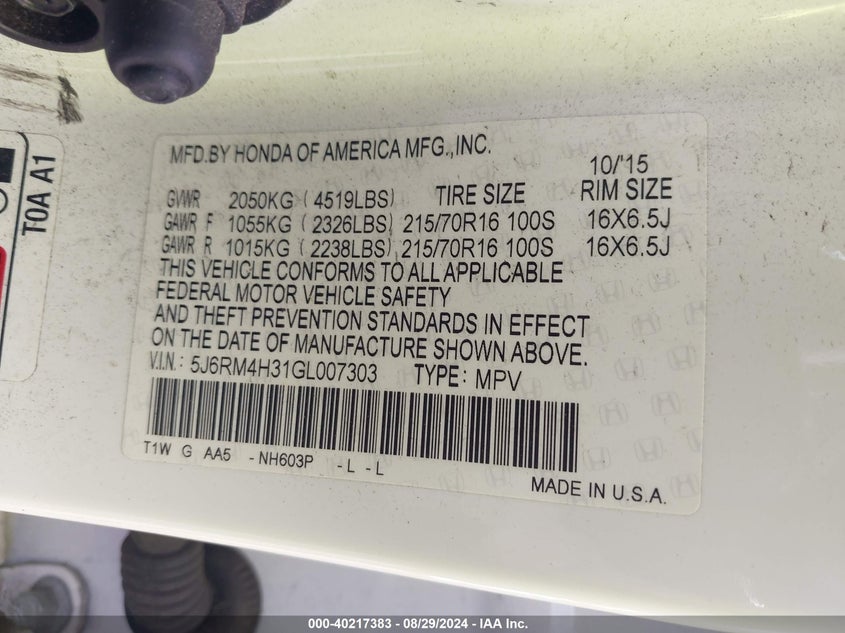 T0A A1
MFD.BY HONDA OF AMERICA MFG.,INC.
10/'15
GVWR 2050KG (4519LBS) TIRE SIZE RIM SIZE
GAWR F 1055KG (2326LBS) 215/70R16 100S 16X6.5J
GAWR R 1015KG (2238LBS) 215/70R16 100S 16X6.5J
THIS VEHICLE CONFORMS TO ALL APPLICABLE
FEDERAL MOTOR VEHICLE SAFETY
AND THEFT PREVENTION STANDARDS IN EFFECT
ON THE DATE OF MANUFACTURE SHOWN ABOVE.
V.I.N.: 5J6RM4H31GL007303 TYPE: MPV
T1W G AA5 -NH603P -L -L
MADE IN U.S.A.
000-40217383 - 08/29/2024 - IAA Inc.